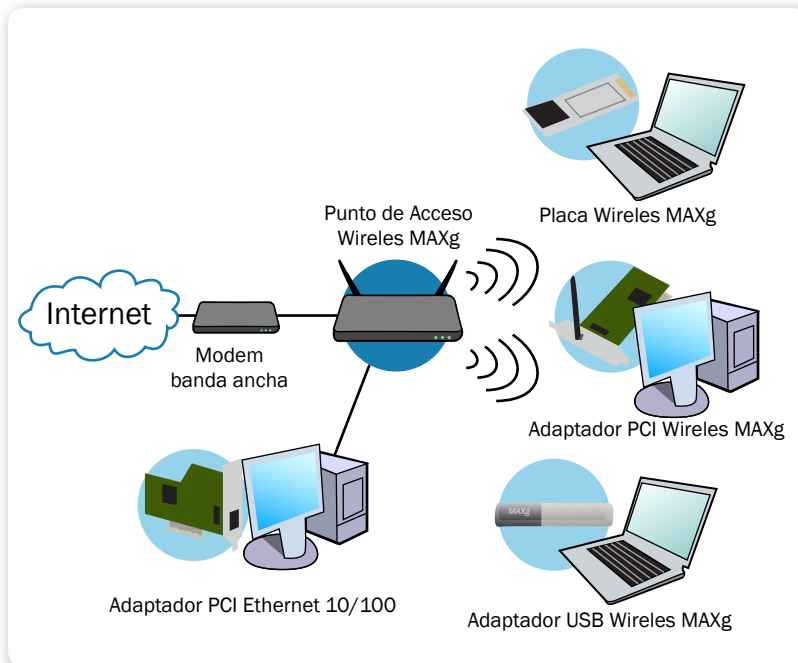 Placa Wireles MAXg
Punto de Acceso
Wireles MAXg
Internet
Modem
banda ancha
Adaptador PCI Wireles MAXg
MAXg
Adaptador PCI Ethernet 10/100
Adaptador USB Wireles MAXg